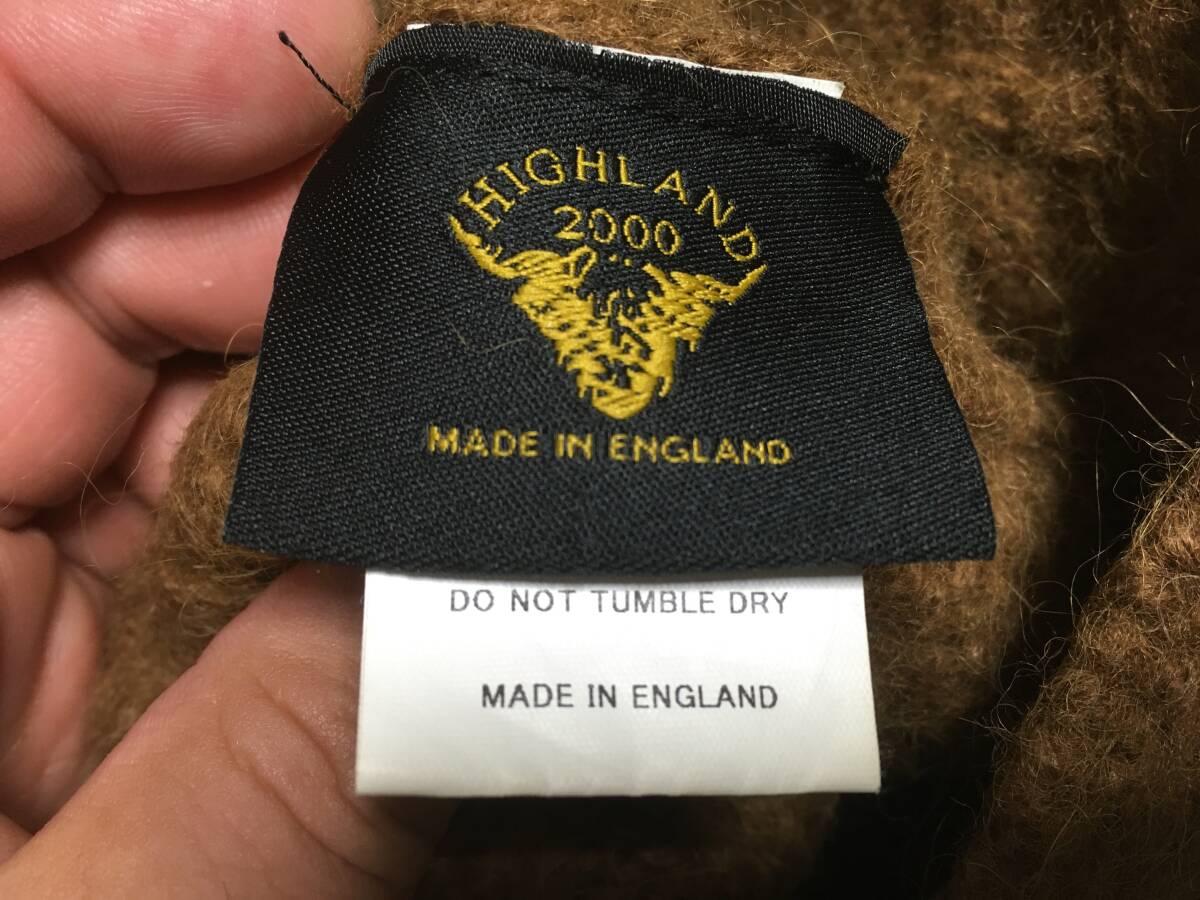 HIGHLAND
2000
MADE IN ENGLAND
DO NOT TUMBLE DRY
MADE IN ENGLAND